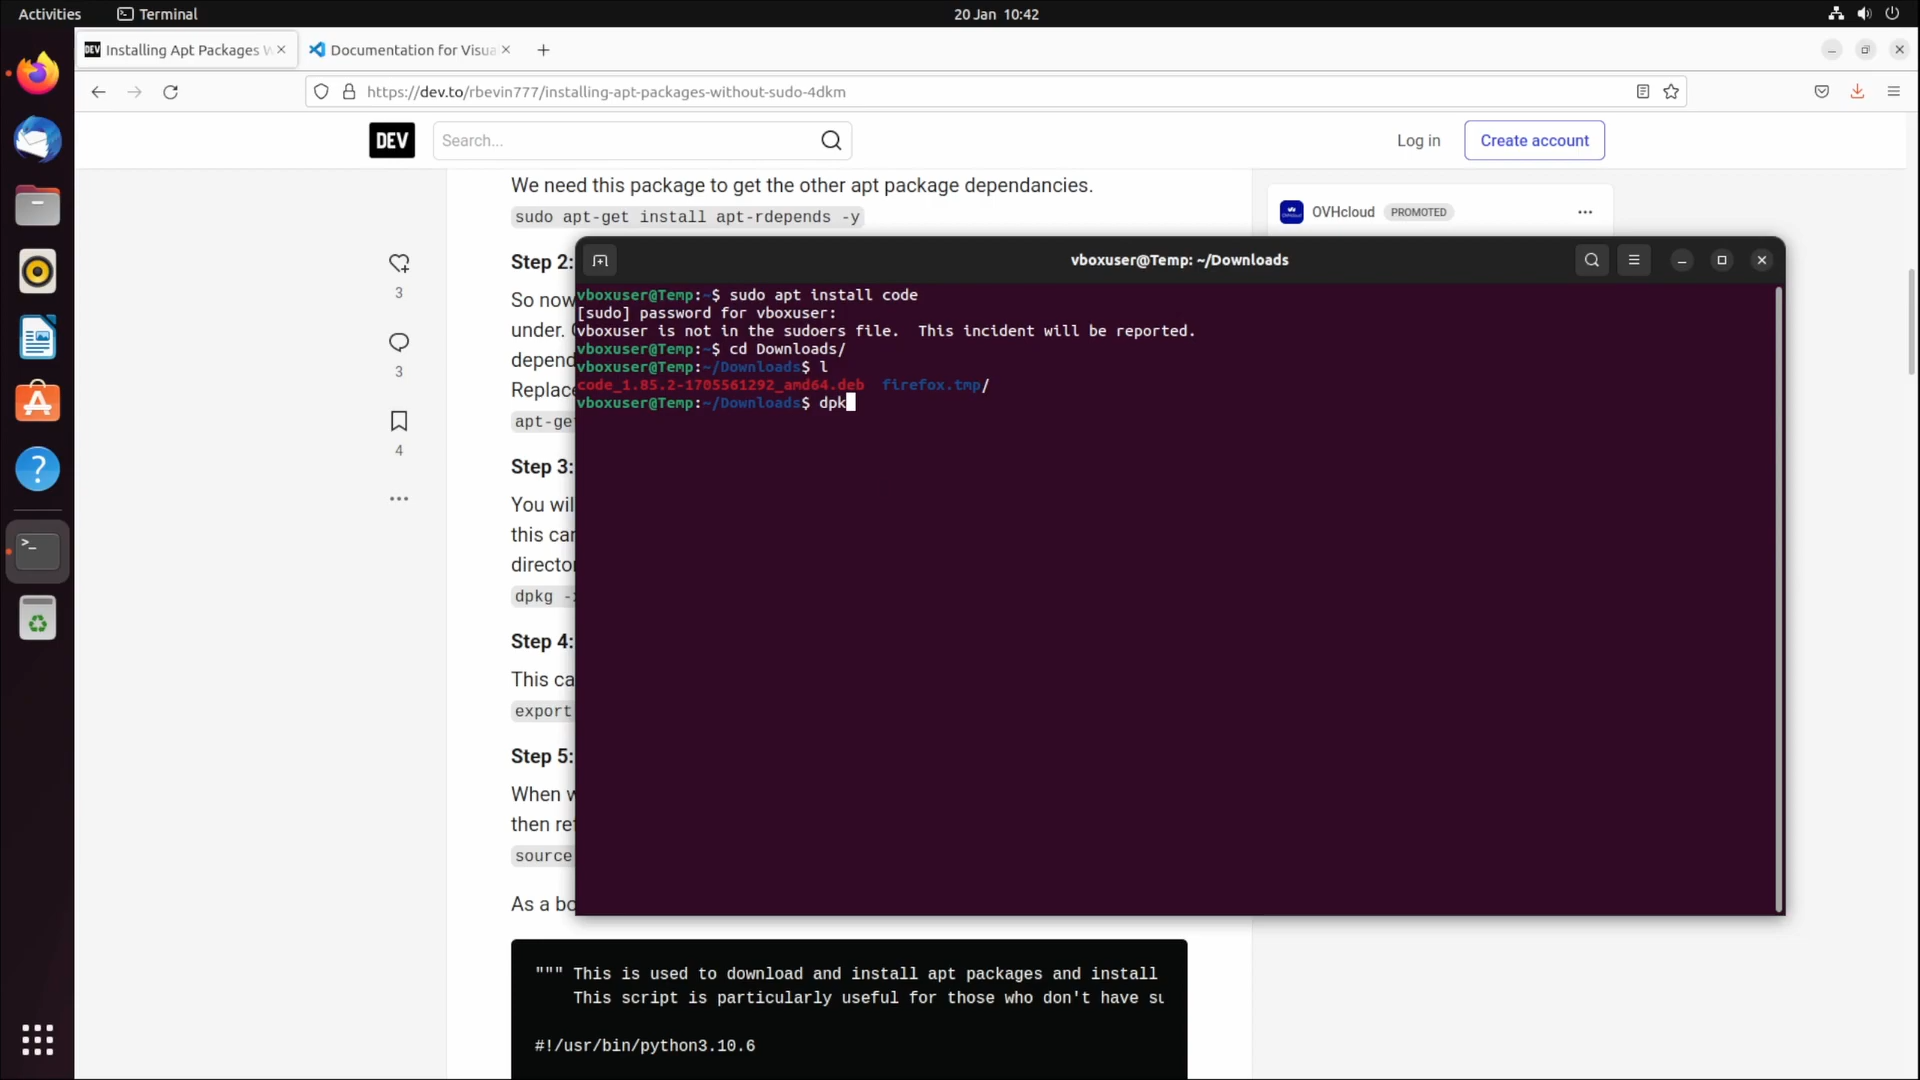 Activities
Terminal
20 Jan 10:42
DEV
Installing Apt Packages W
Documentation for Visua
https://dev.to/rbevin777/installing-apt-packages-without-sudo-4dkm
DEV
Search...
Log in
Create account
We need this package to get the other apt package dependancies.
sudo apt-get install apt-rdepends -y
OVHcloud
PROMOTED
3
3
4
Step 2:
So now
under.
depend
Replac
apt-get
Step 3:
You wil
this can
director
dpkg -x
Step 4:
This ca
export
Step 5:
When w
then ref
source
As a bo
vboxuser@Temp: ~/Downloads
vboxuser@Temp:~$ sudo apt install code
[sudo] password for vboxuser:
vboxuser is not in the sudoers file.  This incident will be reported.
vboxuser@Temp:~$ cd Downloads/
vboxuser@Temp:~/Downloads$ l
code_1.85.2-1705561292_amd64.deb  firefox.tmp/
vboxuser@Temp:~/Downloads$ dpk
""" This is used to download and install apt packages and install
This script is particularly useful for those who don't have su
#!/usr/bin/python3.10.6